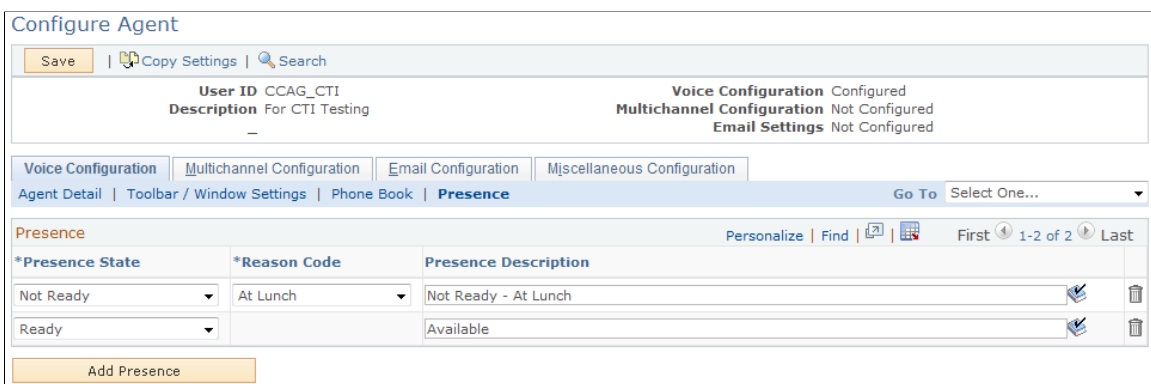 Configure Agent
Save | Copy Settings | Search
User ID CCAG_CTI Voice Configuration Configured
Description For CTI Testing Multichannel Configuration Not Configured
_ Email Settings Not Configured
Voice Configuration Multichannel Configuration Email Configuration Miscellaneous Configuration
Agent Detail | Toolbar / Window Settings | Phone Book | Presence Go To Select One...
Presence Personalize | Find | | First 1-2 of 2 Last
*Presence State *Reason Code Presence Description
Not Ready At Lunch Not Ready - At Lunch
Ready Available
Add Presence